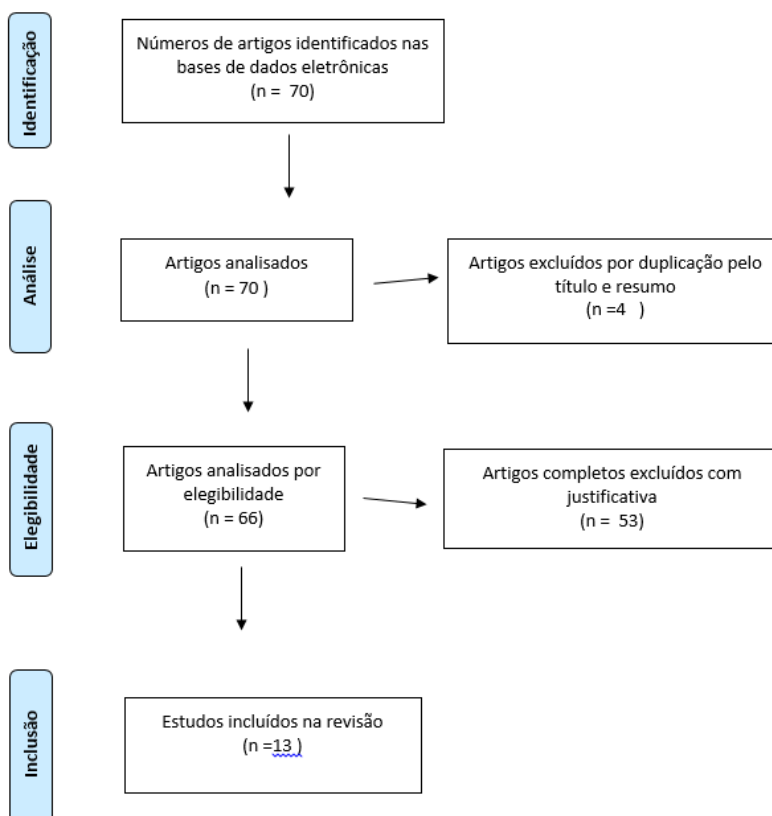 Identificação
Números de artigos identificados nas
bases de dados eletrônicas
(n = 70)
Análise
Artigos analisados
(n = 70 )
Artigos excluídos por duplicação pelo
título e resumo
(n =4 )
Elegibilidade
Artigos analisados por
elegibilidade
(n = 66)
Artigos completos excluídos com
justificativa
(n = 53)
Inclusão
Estudos incluídos na revisão
(n =13 )